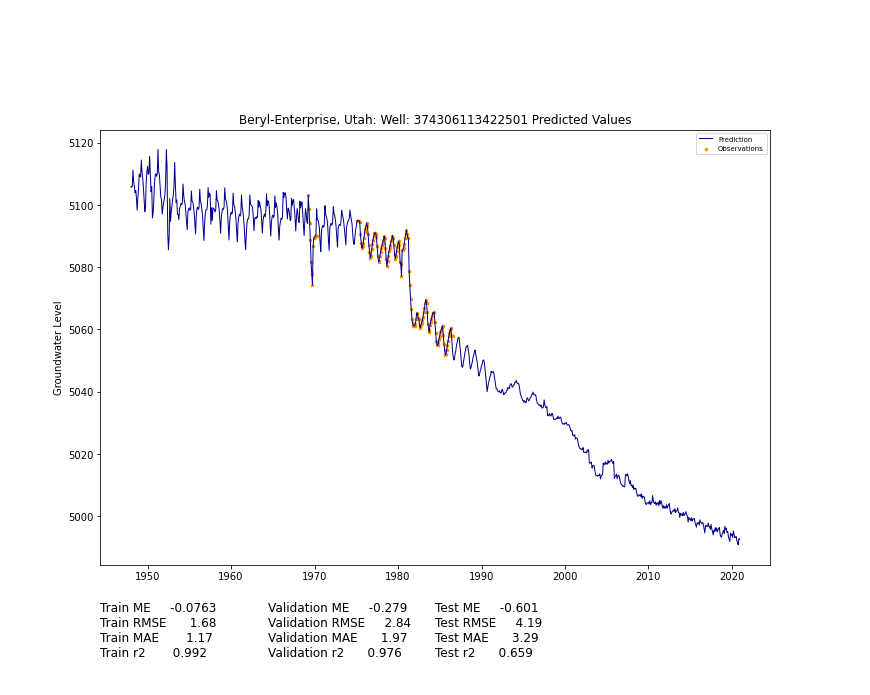 Beryl-Enterprise, Utah: Well: 374306113422501 Predicted Values
Prediction
Observations
Groundwater Level
5120
5100
5080
5060
5040
5020
5000
1950 1960 1970 1980 1990 2000 2010 2020
Train ME -0.0763 Validation ME -0.279 Test ME -0.601
Train RMSE 1.68 Validation RMSE 2.84 Test RMSE 4.19
Train MAE 1.17 Validation MAE 1.97 Test MAE 3.29
Train r2 0.992 Validation r2 0.976 Test r2 0.659